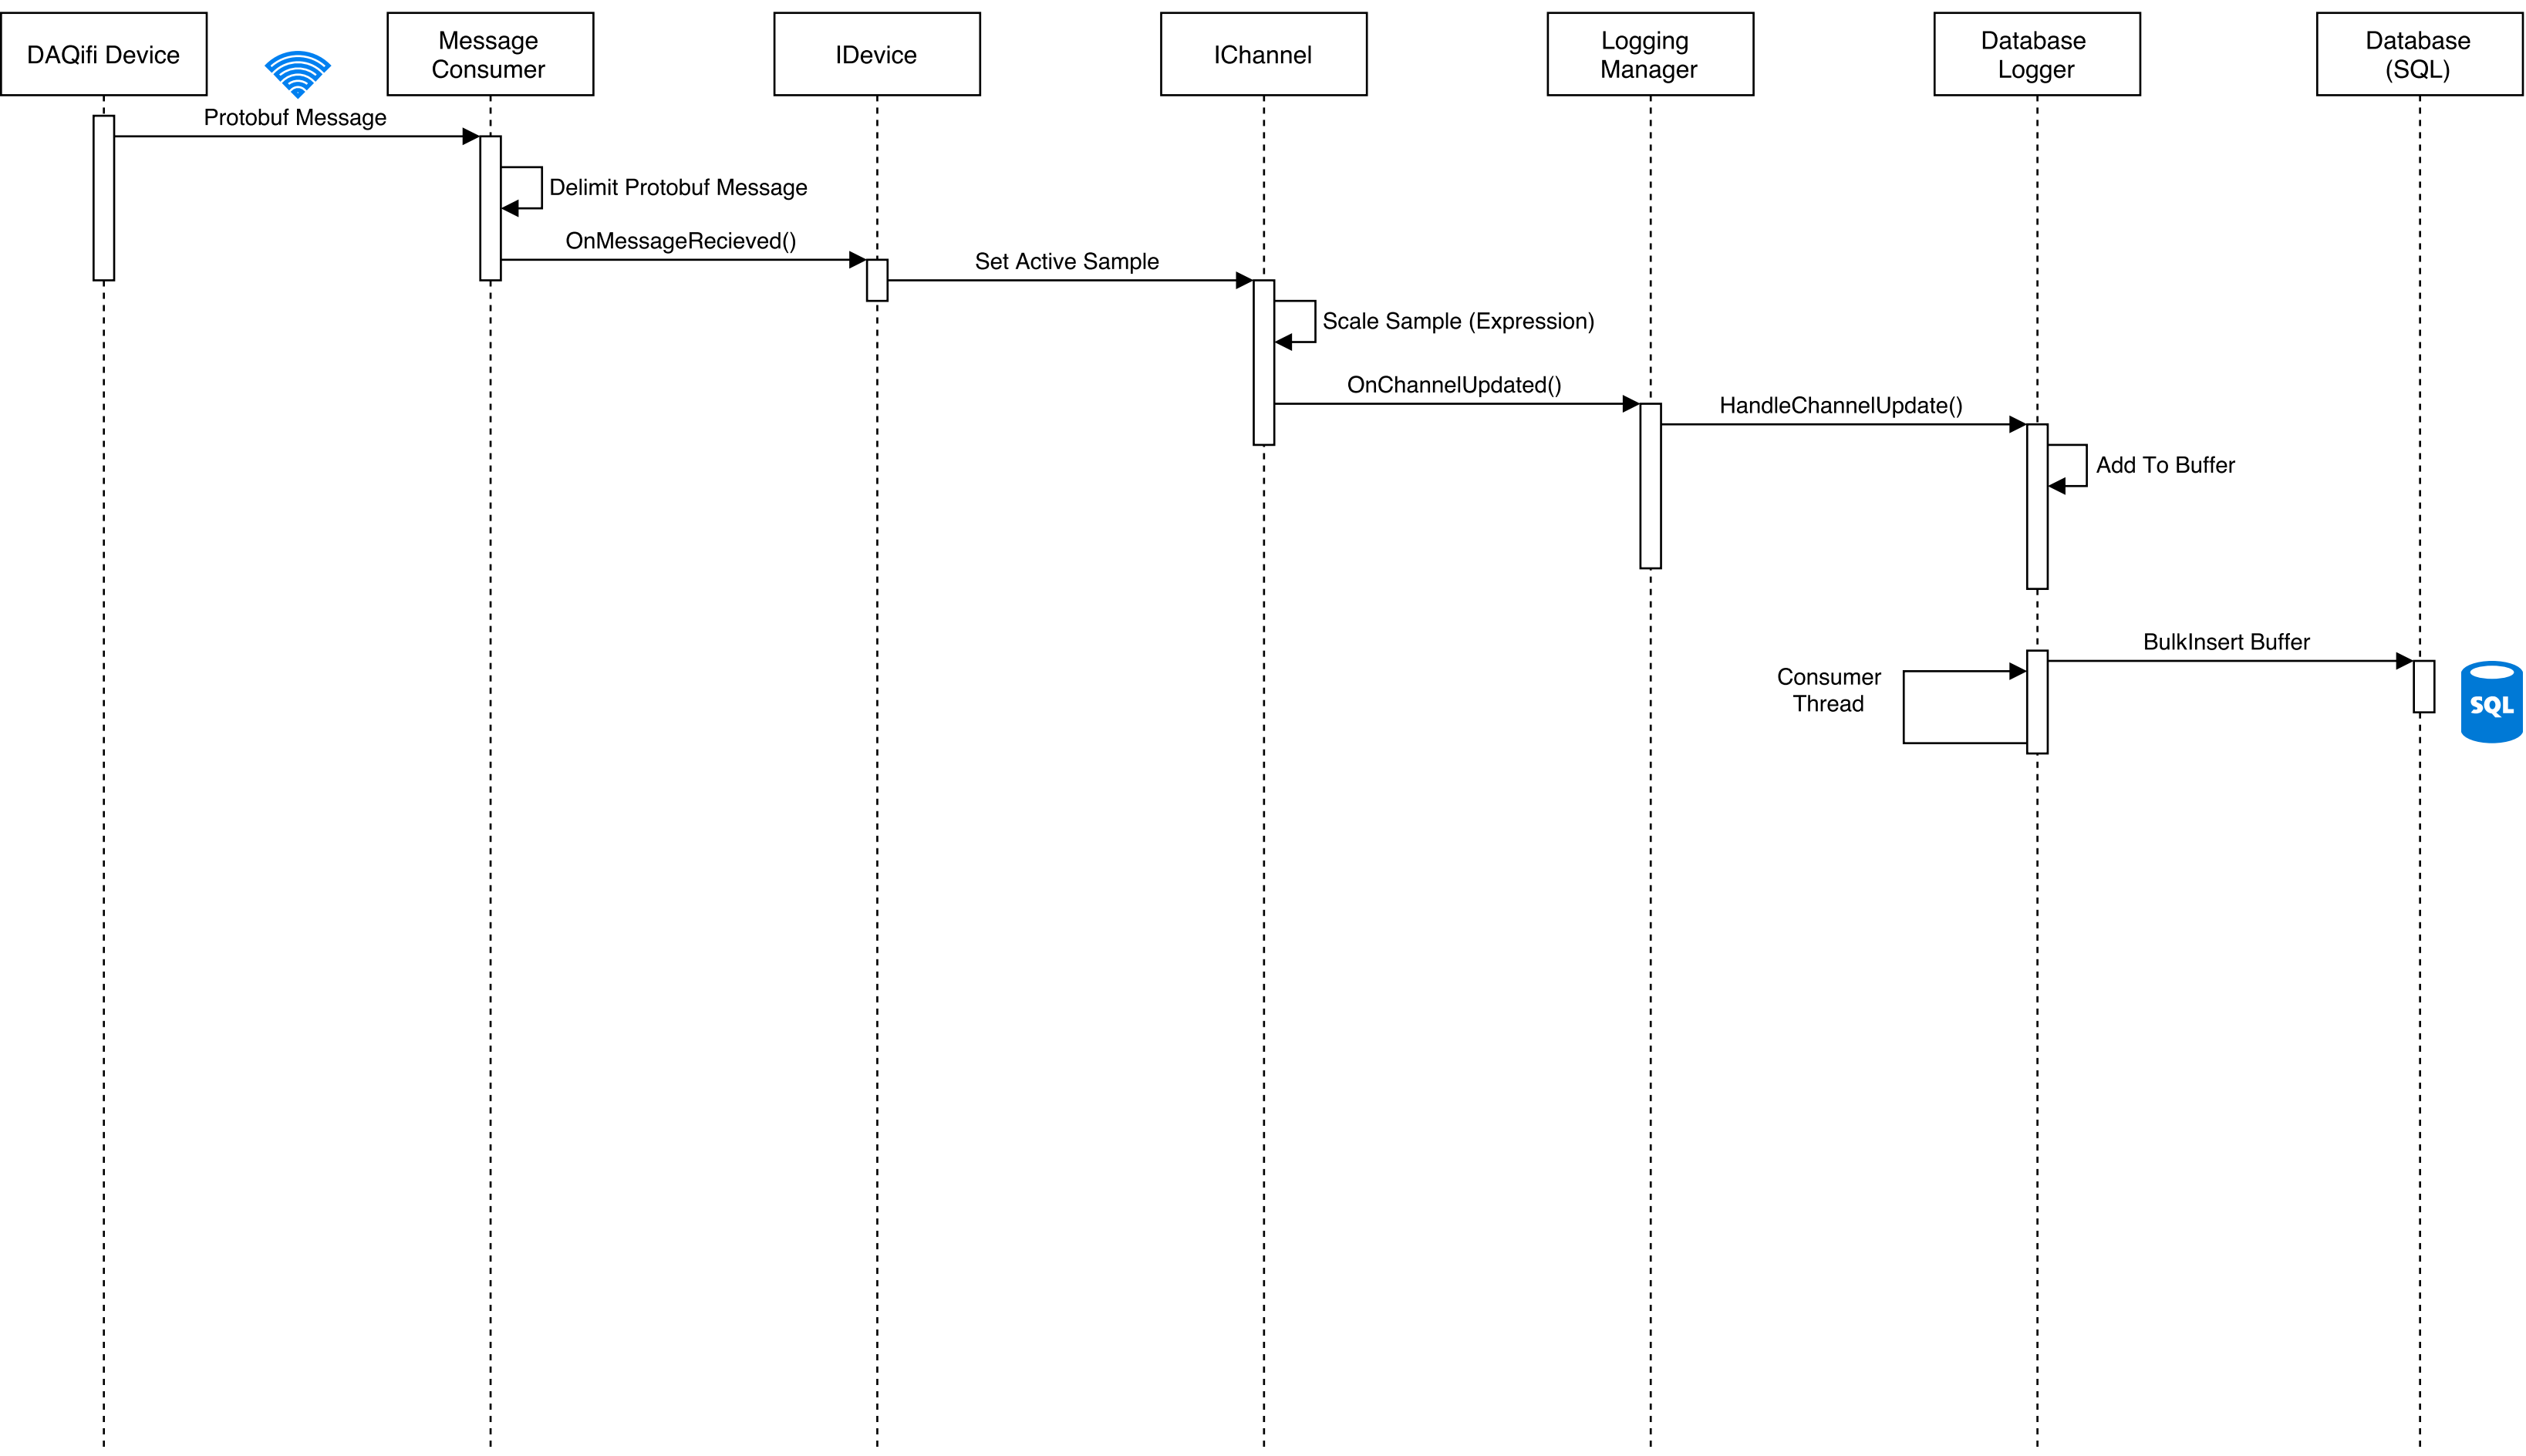 DAQifi Device
Message
Consumer
IDevice
IChannel
Logging
Manager
Database
Logger
Database
(SQL)
Protobuf Message
Delimit Protobuf Message
OnMessageRecieved()
Set Active Sample
Scale Sample (Expression)
OnChannelUpdated()
HandleChannelUpdate()
Add To Buffer
BulkInsert Buffer
Consumer
Thread
SQL